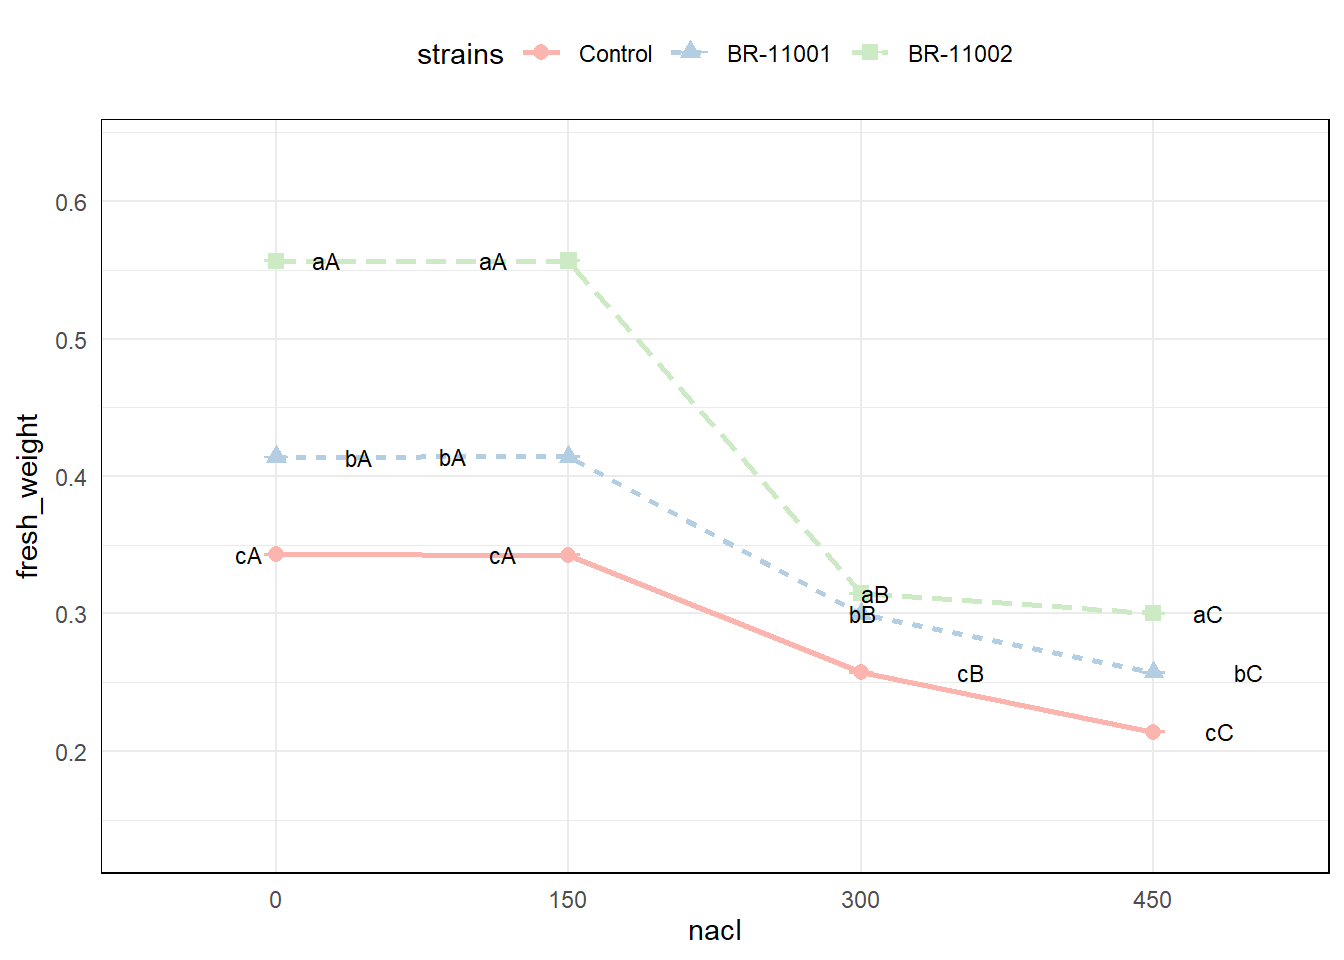 strains Control BR-11001 BR-11002
0.6
aA aA
0.5
fresh_weight
0.4
bA bA
cA cA
0.3
aB
bB
aC
cB
bC
0.2
cC
0 150 300 450
nacl